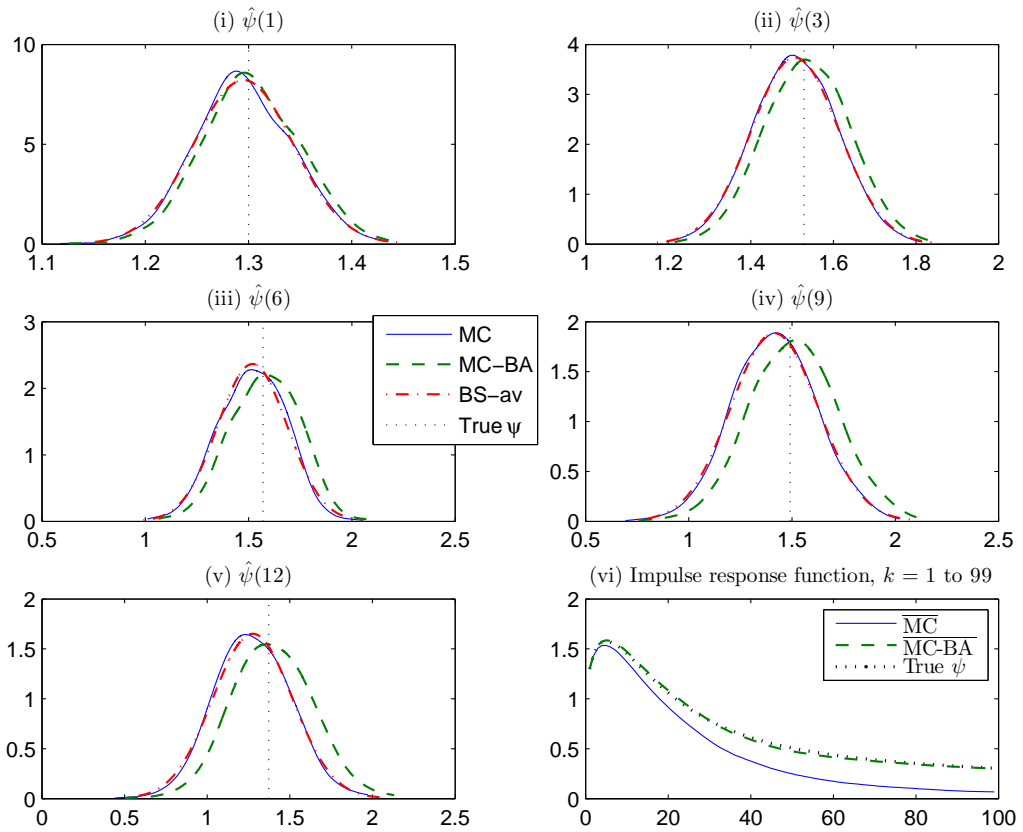 (i) ψ̂(1)
10
5
0
1.1 1.2 1.3 1.4 1.5
(ii) ψ̂(3)
4
3
2
1
0
1 1.2 1.4 1.6 1.8 2
(iii) ψ̂(6)
3
2
1
0
0.5 1 1.5 2 2.5
MC
MC−BA
BS−av
True ψ
(iv) ψ̂(9)
2
1.5
1
0.5
0
0.5 1 1.5 2 2.5
(v) ψ̂(12)
2
1.5
1
0.5
0
0 0.5 1 1.5 2 2.5
(vi) Impulse response function, k = 1 to 99
2
1.5
1
0.5
0
0 20 40 60 80 100
M̅C̅
M̅C̅-̅B̅A̅
True ψ